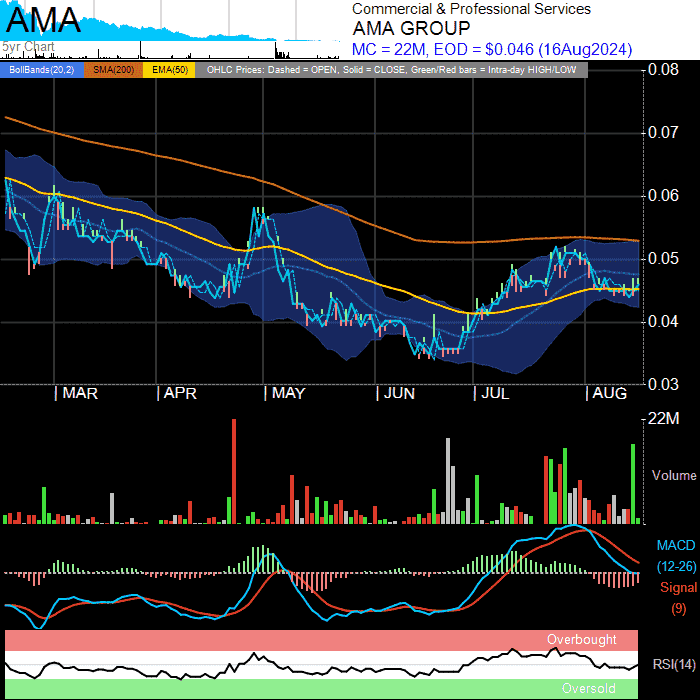 AMA
5yr Chart
Commercial & Professional Services
AMA GROUP
MC = 22M, EOD = $0.046 (16Aug2024)
BollBands(20,2) SMA(200) EMA(50) OHLC Prices: Dashed = OPEN, Solid = CLOSE, Green/Red bars = Intra-day HIGH/LOW
0.08
0.07
0.06
0.05
0.04
0.03
| MAR | APR | MAY | JUN | JUL | AUG
22M
Volume
MACD
(12-26)
Signal
(9)
Overbought
RSI(14)
Oversold